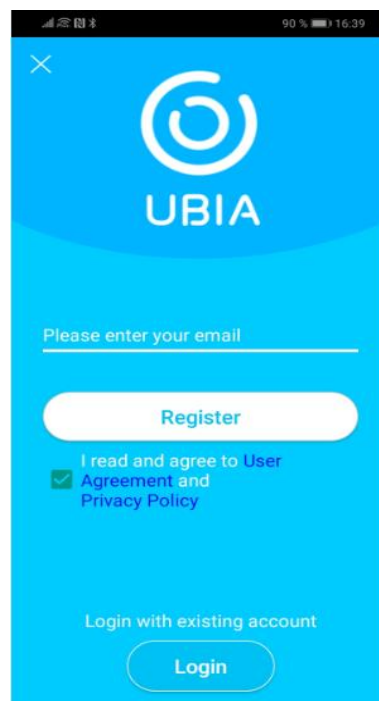 90 % 16:39
UBIA
Please enter your email
Register
I read and agree to User
Agreement and
Privacy Policy
Login with existing account
Login